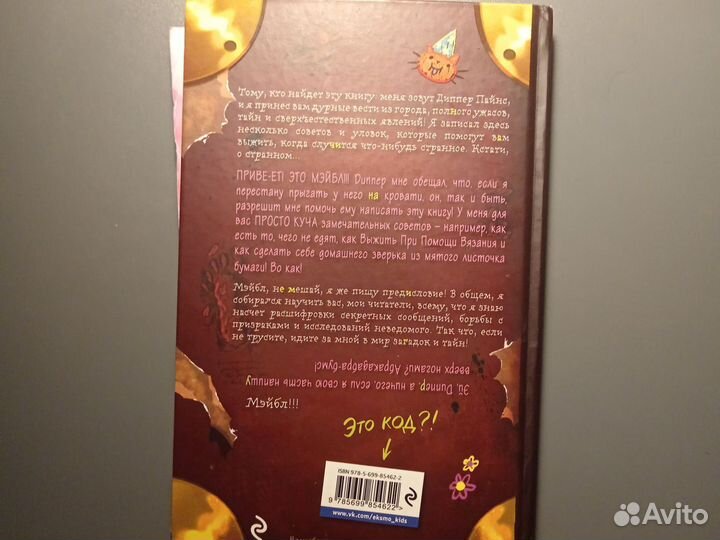 Тому, кто найдет эту книгу: меня зовут Диппер Пайнс,
и я принес вам дурные вести из города, полного ужасов,
тайн и сверхъестественных явлений! Я записал здесь
несколько советов и уловок, которые помогут вам
выжить, когда случится что-нибудь странное. Кстати,
о странном...
ПРИВЕ-ЕТ! ЭТО МЭЙБЛ!!! Диппер мне обещал, что, если я
перестану прыгать у него на кровати, он, так и быть,
разрешит мне помочь ему написать эту книгу! У меня для
вас ПРОСТО КУЧА замечательных советов – например, как
есть то, чего не едят, как Выжить При Помощи Вязания и
как сделать себе домашнего зверька из мятого листочка
бумаги! Во как!
Мэйбл, не мешай, я же пишу предисловие! В общем, я
собирался научить вас, мои читатели, всему, что я знаю
насчет расшифровки секретных сообщений, борьбы с
призраками и исследований неведомого. Так что, если
не трусите, идите за мной в мир загадок и тайн!
Эй, Диппер, а ничего, если я свою часть напишу
вверх ногами? Абракадабра-бумс!
Мэйбл!!!
Это код?!
ISBN 978-5-699-85462-2
9 785699 854622 >
www.vk.com/eksmo_kids
Avito